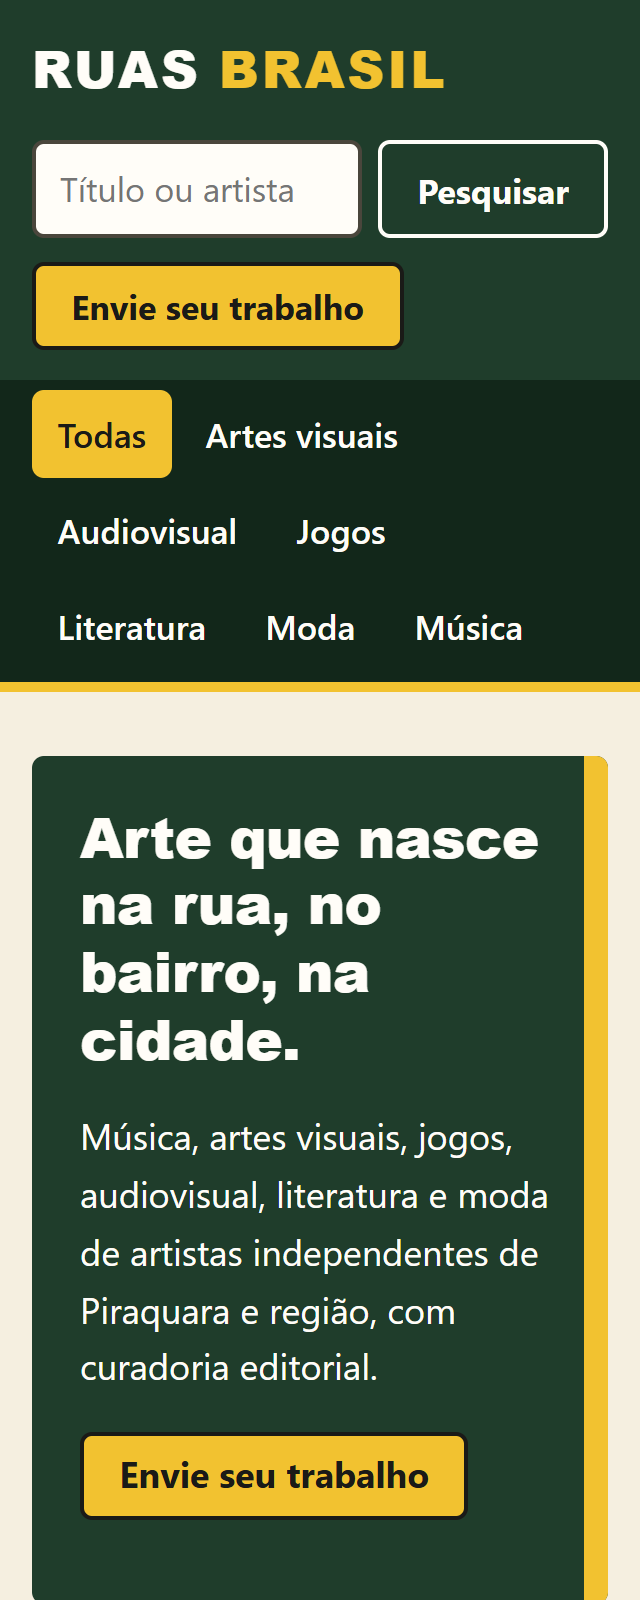 RUAS BRASIL
Título ou artista
Pesquisar
Envie seu trabalho
Todas
Artes visuais
Audiovisual
Jogos
Literatura
Moda
Música
Arte que nasce
na rua, no
bairro, na
cidade.
Música, artes visuais, jogos,
audiovisual, literatura e moda
de artistas independentes de
Piraquara e região, com
curadoria editorial.
Envie seu trabalho